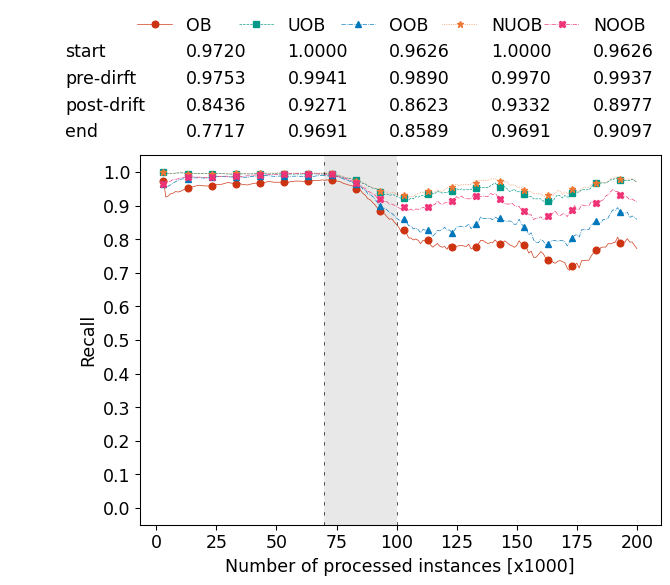 OB UOB OOB NUOB NOOB
start 0.9720 1.0000 0.9626 1.0000 0.9626
pre-dirft 0.9753 0.9941 0.9890 0.9970 0.9937
post-drift 0.8436 0.9271 0.8623 0.9332 0.8977
end 0.7717 0.9691 0.8589 0.9691 0.9097
1.0
0.9
0.8
0.7
0.6
0.5
0.4
0.3
0.2
0.1
0.0
Recall
0 25 50 75 100 125 150 175 200
Number of processed instances [x1000]